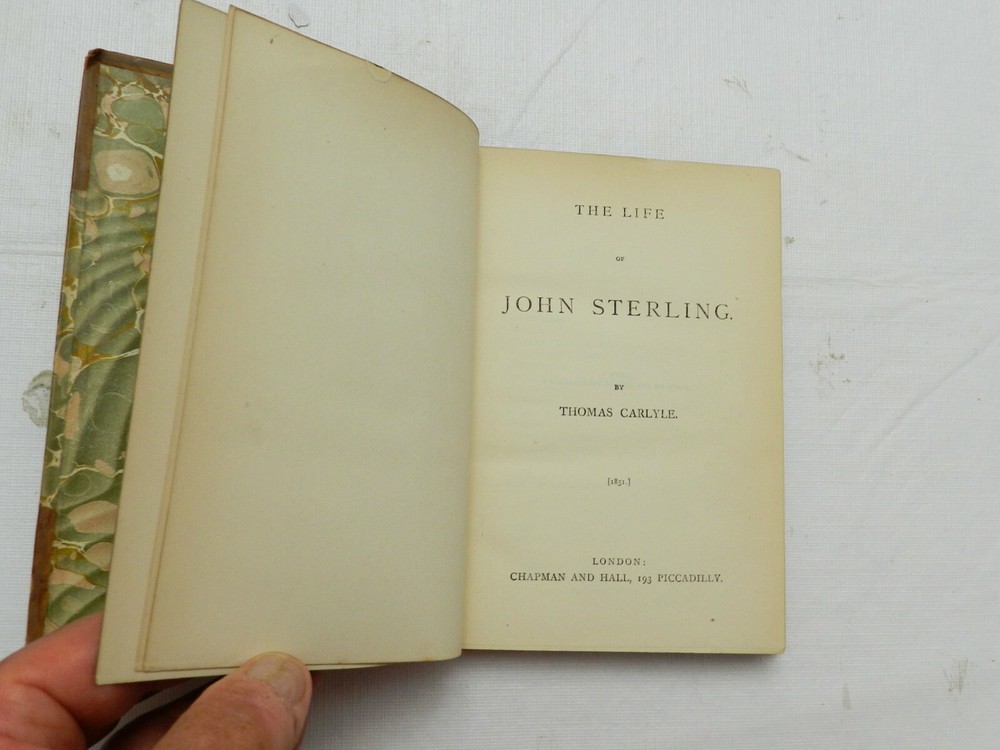 THE LIFE
OF
JOHN STERLING.
BY
THOMAS CARLYLE.
[1851.]
LONDON:
CHAPMAN AND HALL, 193 PICCADILLY.